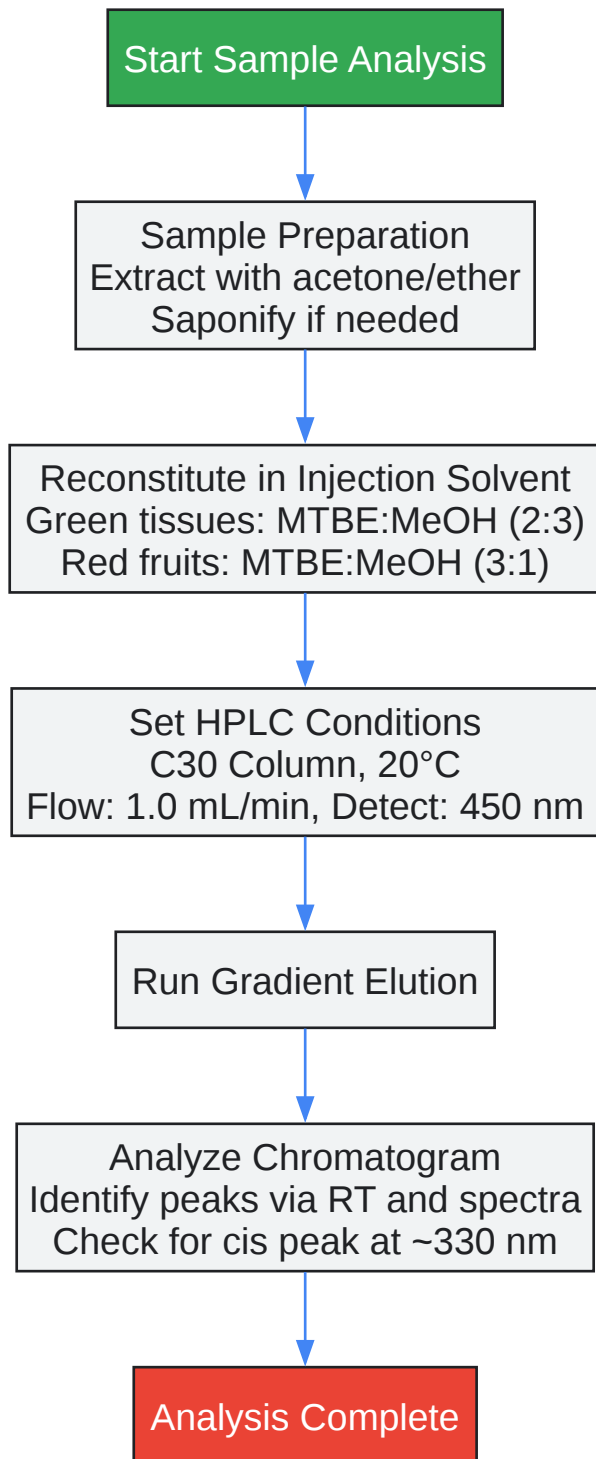 Start Sample Analysis
Sample Preparation
Extract with acetone/ether
Saponify if needed
Reconstitute in Injection Solvent
Green tissues: MTBE:MeOH (2:3)
Red fruits: MTBE:MeOH (3:1)
Set HPLC Conditions
C30 Column, 20°C
Flow: 1.0 mL/min, Detect: 450 nm
Run Gradient Elution
Analyze Chromatogram
Identify peaks via RT and spectra
Check for cis peak at ~330 nm
Analysis Complete